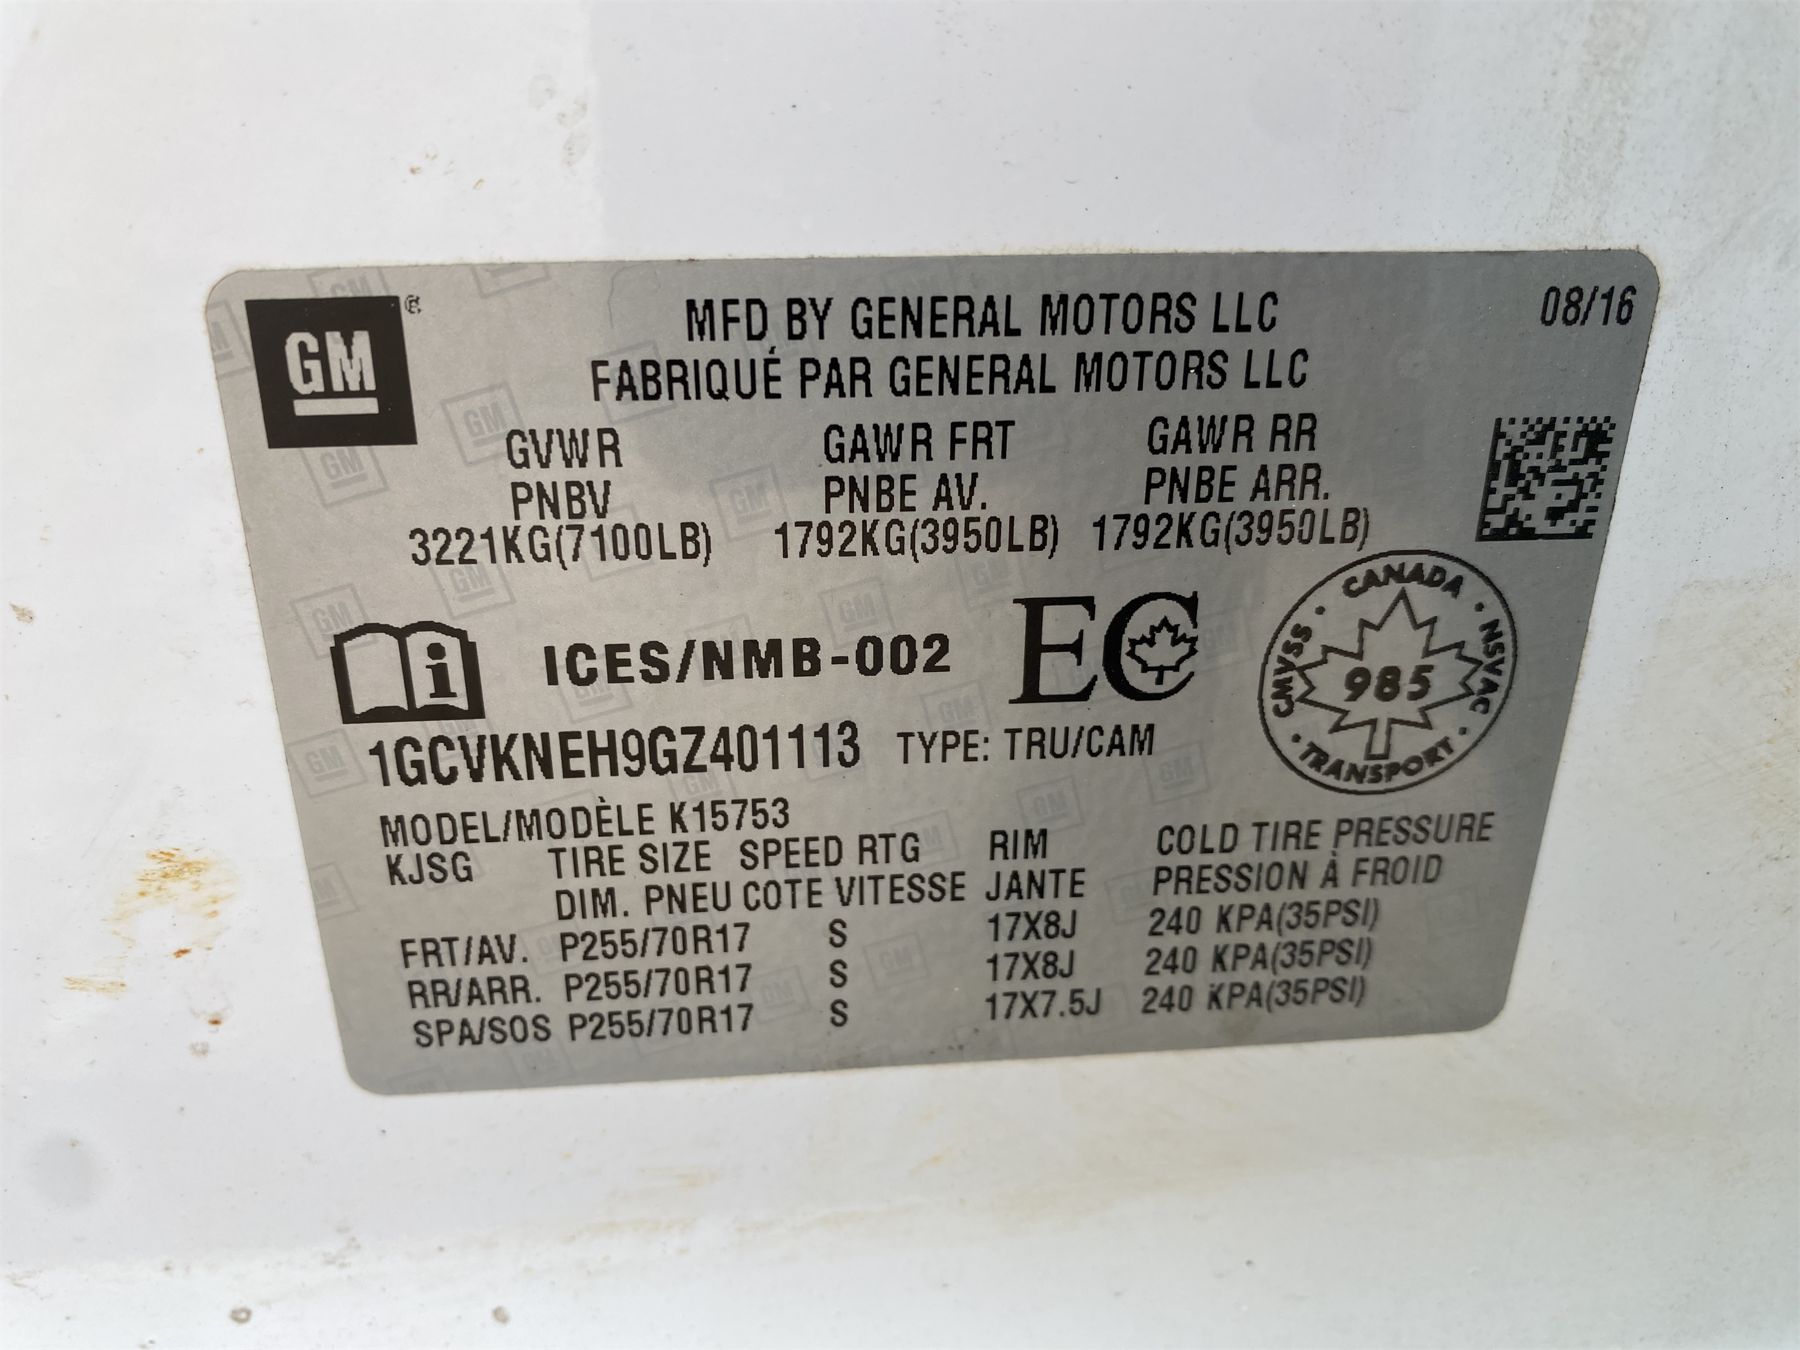 GM
MFD BY GENERAL MOTORS LLC
08/16
FABRIQUÉ PAR GENERAL MOTORS LLC
GVWR GAWR FRT GAWR RR
PNBV PNBE AV. PNBE ARR.
3221KG(7100LB) 1792KG(3950LB) 1792KG(3950LB)
i ICES/NMB-002 EC
CANADA
CMVSS 985 NSVAC
TRANSPORT
1GCVKNEH9GZ401113 TYPE: TRU/CAM
MODEL/MODÈLE K15753
KJSG TIRE SIZE SPEED RTG RIM COLD TIRE PRESSURE
DIM. PNEU COTE VITESSE JANTE PRESSION À FROID
FRT/AV. P255/70R17 S 17X8J 240 KPA(35PSI)
RR/ARR. P255/70R17 S 17X8J 240 KPA(35PSI)
SPA/SOS P255/70R17 S 17X7.5J 240 KPA(35PSI)